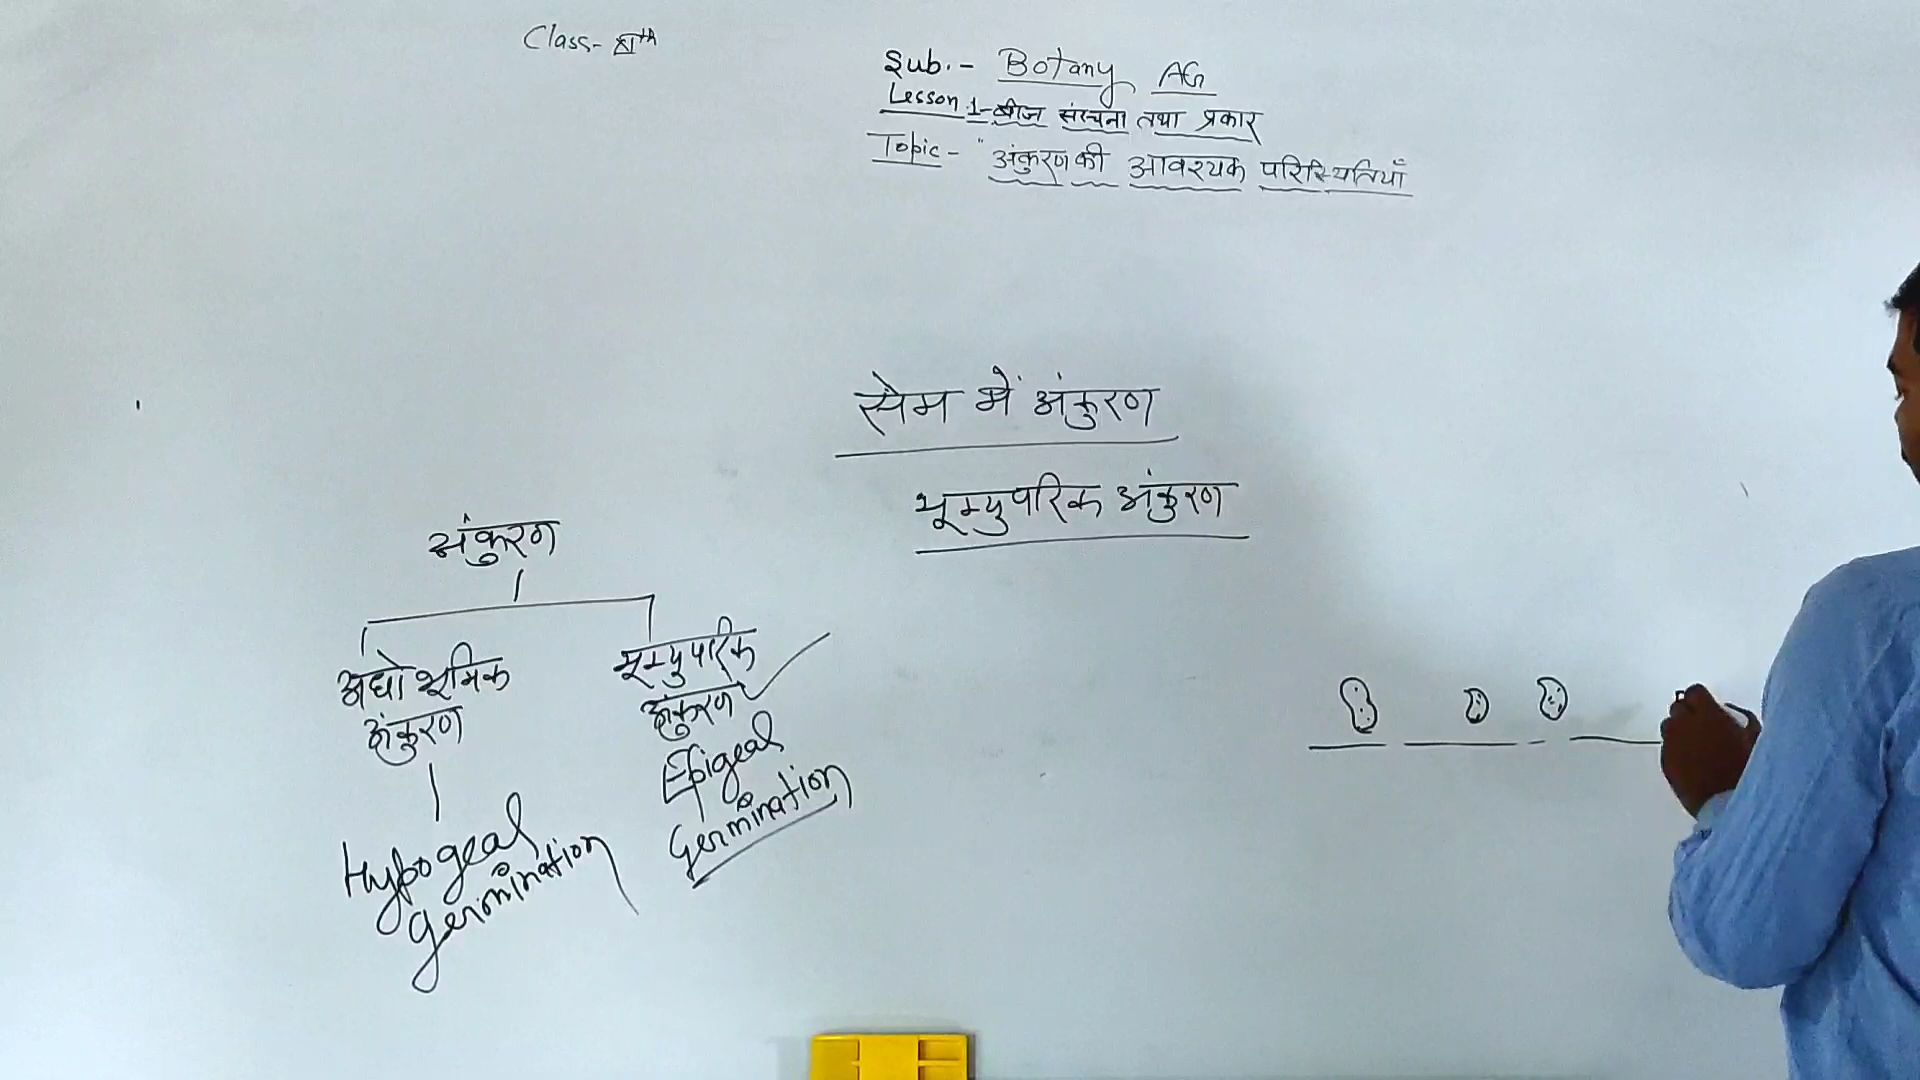 Class- XIth
Sub.- Botany AG
Lesson 1- बीज संरचना तथा प्रकार
Topic - " अंकुरण की आवश्यक परिस्थितियाँ
सेम में अंकुरण
भूम्युपरिक अंकुरण
अंकुरण
अधोभूमिक
अंकुरण
Hypogeal
germination
भूम्युपरिक
अंकुरण
Epigeal
Germination